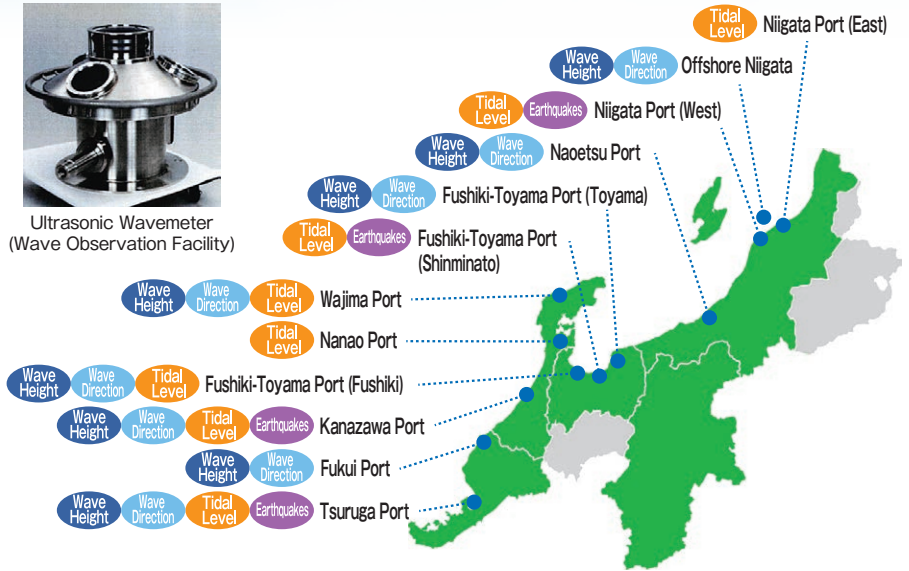 Tidal
Level
Niigata Port (East)
Wave
Height
Wave
Direction
Offshore Niigata
Tidal
Level
Earthquakes
Niigata Port (West)
Wave
Height
Wave
Direction
Naoetsu Port
Wave
Height
Wave
Direction
Fushiki-Toyama Port (Toyama)
Tidal
Level
Earthquakes
Fushiki-Toyama Port
(Shinminato)
Ultrasonic Wavemeter
(Wave Observation Facility)
Wave
Height
Wave
Direction
Tidal
Level
Wajima Port
Tidal
Level
Nanao Port
Wave
Height
Wave
Direction
Tidal
Level
Fushiki-Toyama Port (Fushiki)
Wave
Height
Wave
Direction
Tidal
Level
Earthquakes
Kanazawa Port
Wave
Height
Wave
Direction
Fukui Port
Wave
Height
Wave
Direction
Tidal
Level
Earthquakes
Tsuruga Port